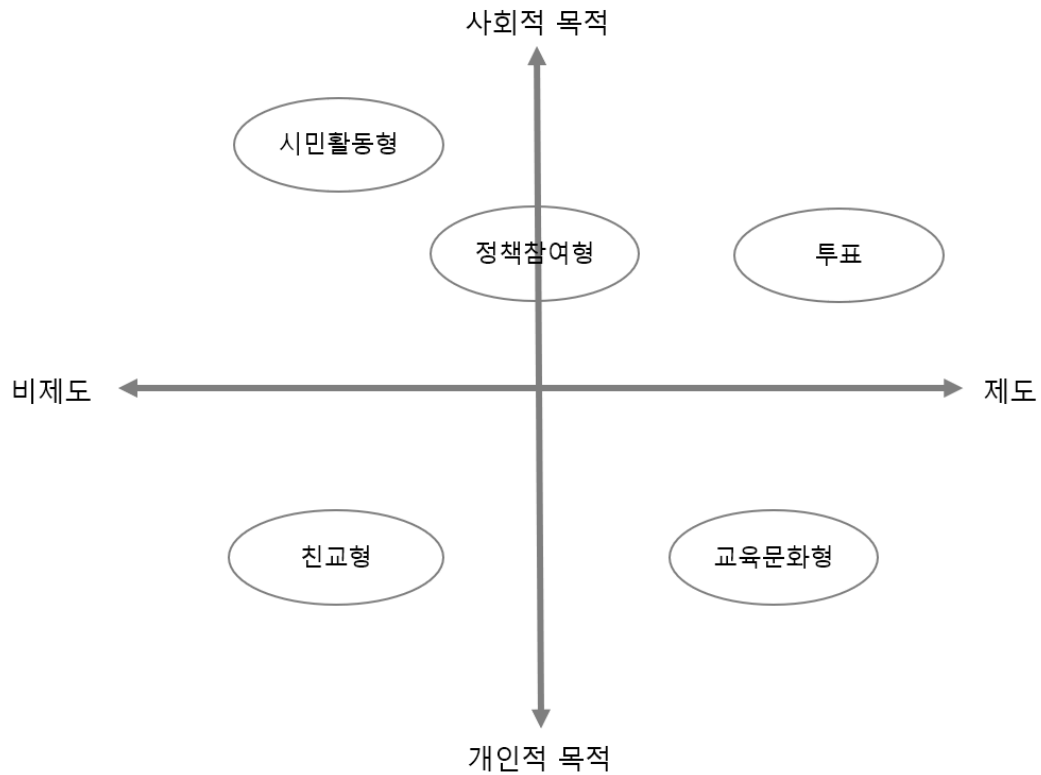 사회적 목적
시민활동형
정책참여형
투표
비제도
제도
친교형
교육문화형
개인적 목적